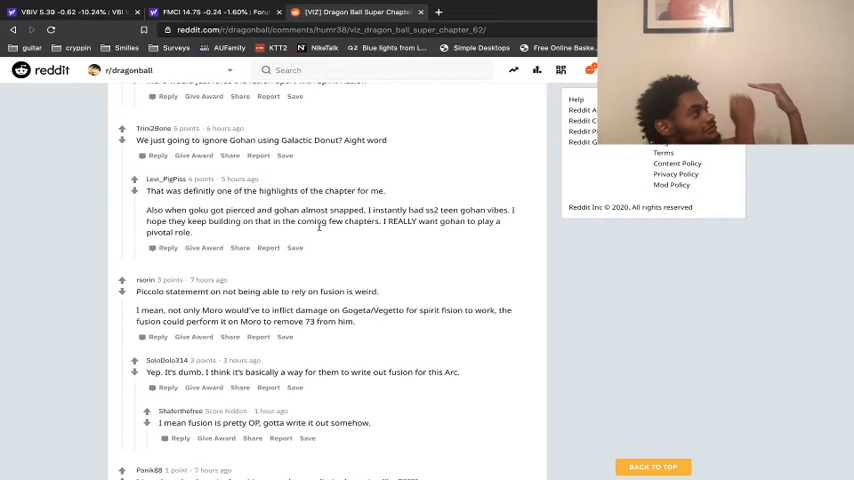 VBIV 5.39 -0.62 -10.24% : VBIV
FMCI 14.75 -0.24 -1.60% : Foru
[VIZ] Dragon Ball Super Chapter
reddit.com/r/dragonball/comments/humr38/viz_dragon_ball_super_chapter_62/
guitar
cryppin
Smilies
Surveys
AUFamily
KTT2
NikeTalk
Blue lights from l...
Simple Desktops
Free Online Baske..
reddit
r/dragonball
Search
Reply Give Award Share Report Save
Trini2Bone 5 points · 6 hours ago
We just going to ignore Gohan using Galactic Donut? Aight word
Reply Give Award Share Report Save
Levi_PigPiss 6 points · 5 hours ago
That was definitly one of the highlights of the chapter for me.
Also when goku got pierced and gohan almost snapped, I instantly had ss2 teen gohan vibes. I
hope they keep building on that in the coming few chapters. I REALLY want gohan to play a
pivotal role.
Reply Give Award Share Report Save
rsorin 3 points · 7 hours ago
Piccolo statememt on not being able to rely on fusion is weird.
I mean, not only Moro would've to inflict damage on Gogeta/Vegetto for spirit fision to work, the
fusion could perform it on Moro to remove 73 from him.
Reply Give Award Share Report Save
SoloDolo314 3 points · 3 hours ago
Yep. It's dumb. I think it's basically a way for them to write out fusion for this Arc.
Reply Give Award Share Report Save
Shaferthefree Score hidden · 1 hour ago
I mean fusion is pretty OP, gotta write it out somehow.
Reply Give Award Share Report Save
Panik88 1 point · 7 hours ago
Help
Reddit A
Reddit C
Reddit P
Reddit G
Terms
Content Policy
Privacy Policy
Mod Policy
Reddit Inc © 2020. All rights reserved
BACK TO TOP